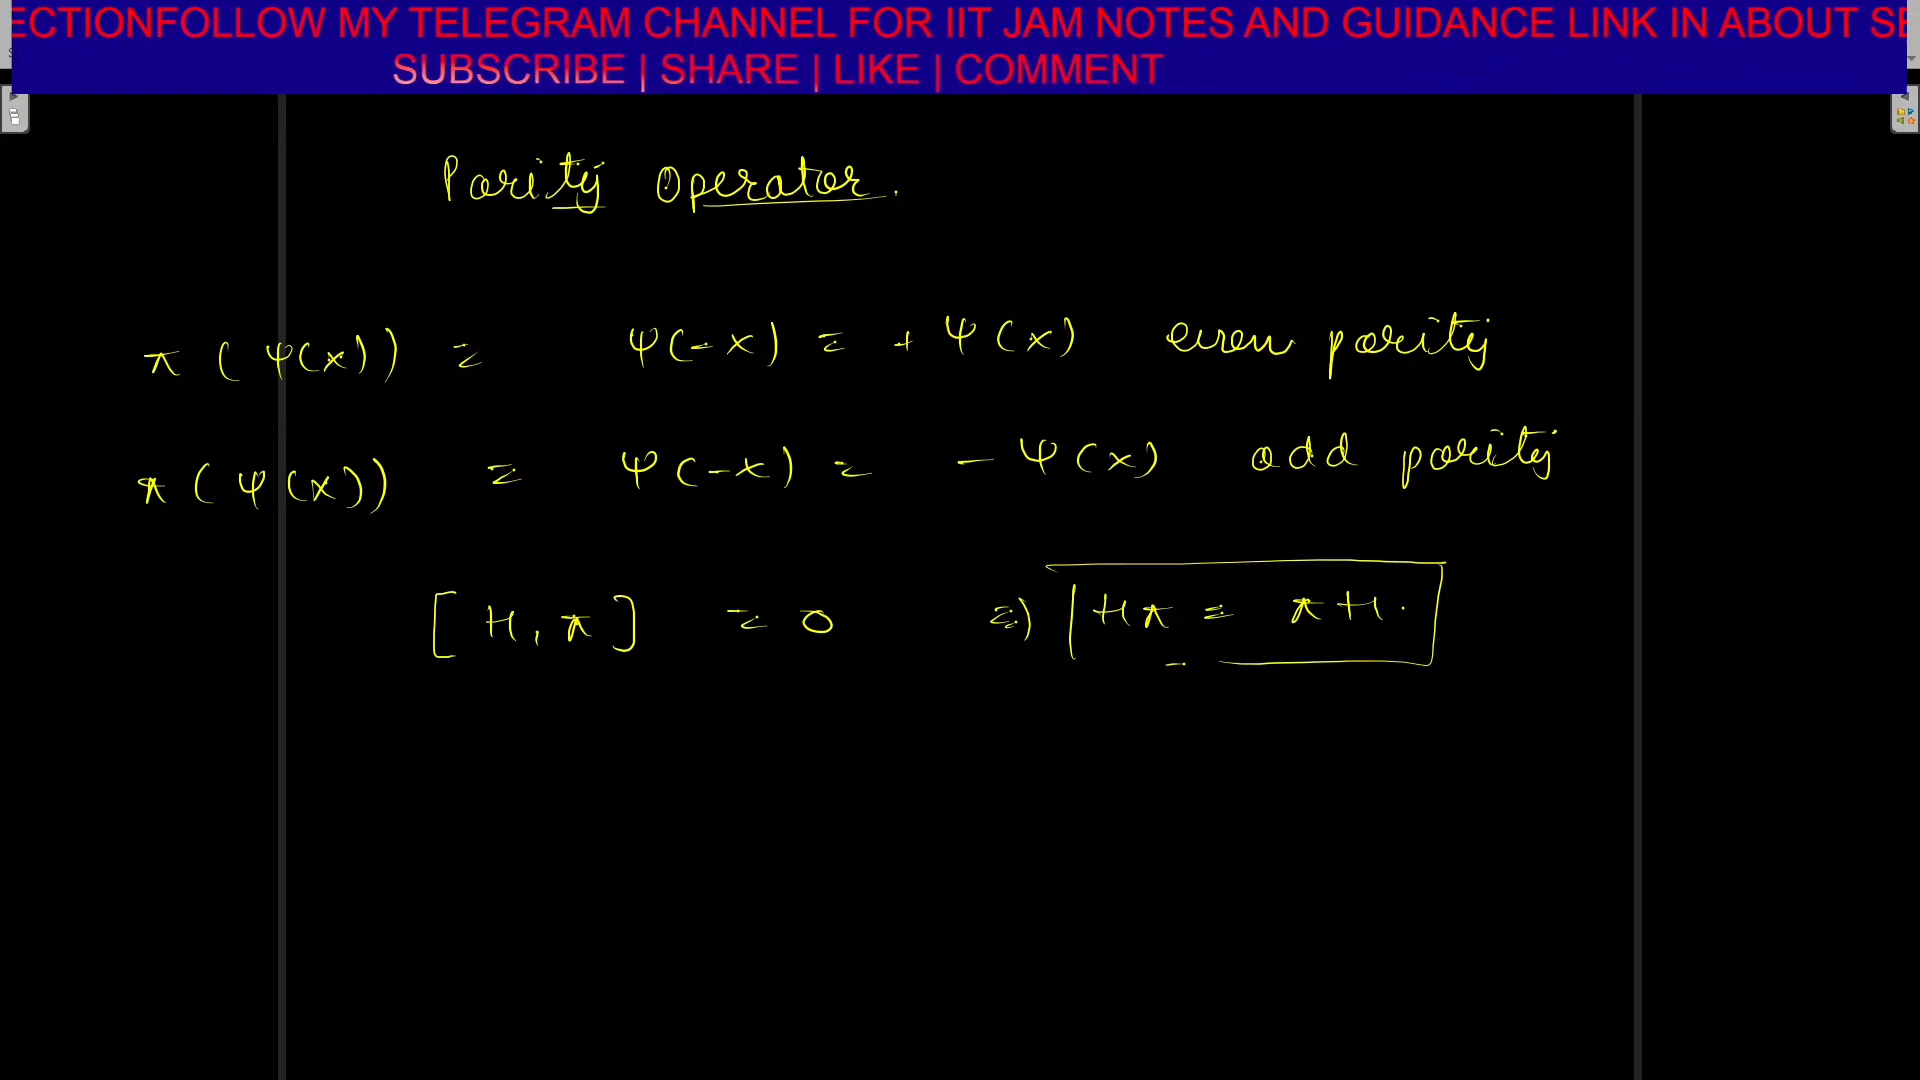 ECTIONFOLLOW MY TELEGRAM CHANNEL FOR IIT JAM NOTES AND GUIDANCE LINK IN ABOUT SE
SUBSCRIBE | SHARE | LIKE | COMMENT
Parity Operator.
π (ψ(x)) = ψ(-x) = + ψ(x) even parity
π (ψ(x)) = ψ(-x) = - ψ(x) odd parity
[H, π] = 0 ⇒ Hπ = πH.